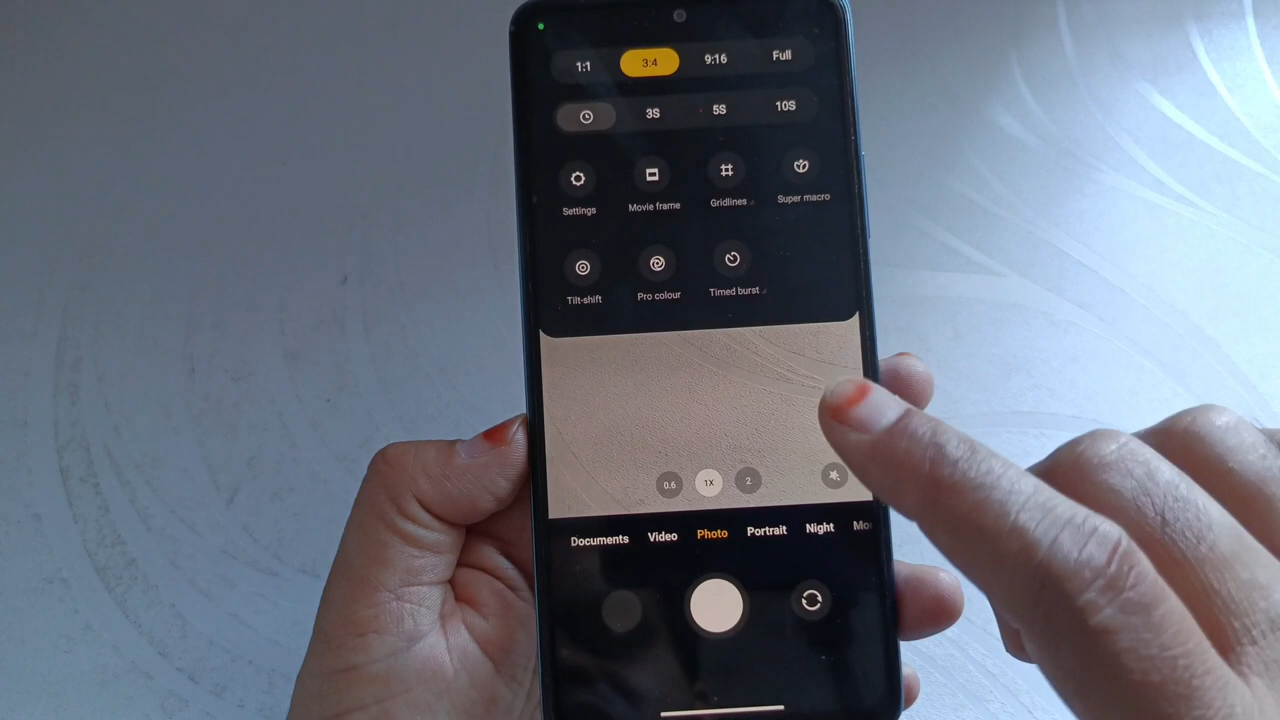 1:1 3:4 9:16 Full
3S 5S 10S
Settings Movie frame Gridlines Super macro
Tilt-shift Pro colour Timed burst
0.6 1X 2
Documents Video Photo Portrait Night Mo